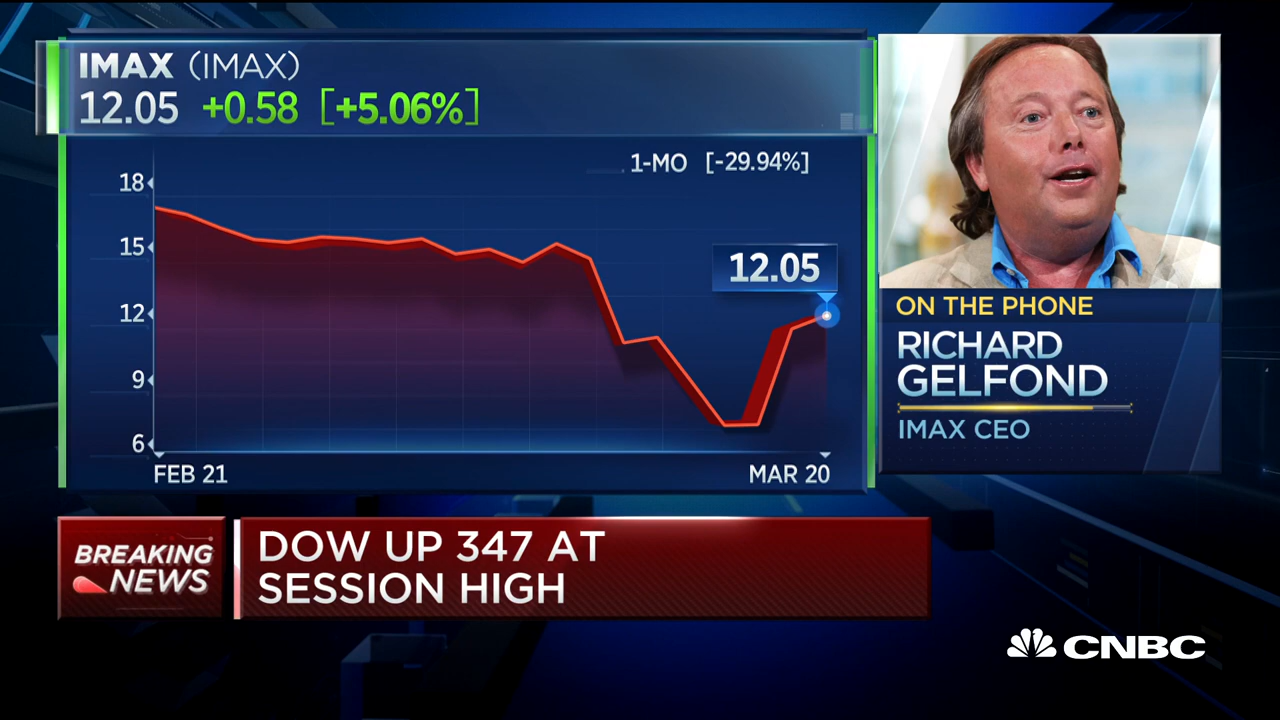 IMAX (IMAX)
12.05 +0.58 [+5.06%]
1-MO [-29.94%]
18
15
12
9
6
12.05
FEB 21
MAR 20
ON THE PHONE
RICHARD
GELFOND
IMAX CEO
BREAKING
NEWS
DOW UP 347 AT
SESSION HIGH
CNBC